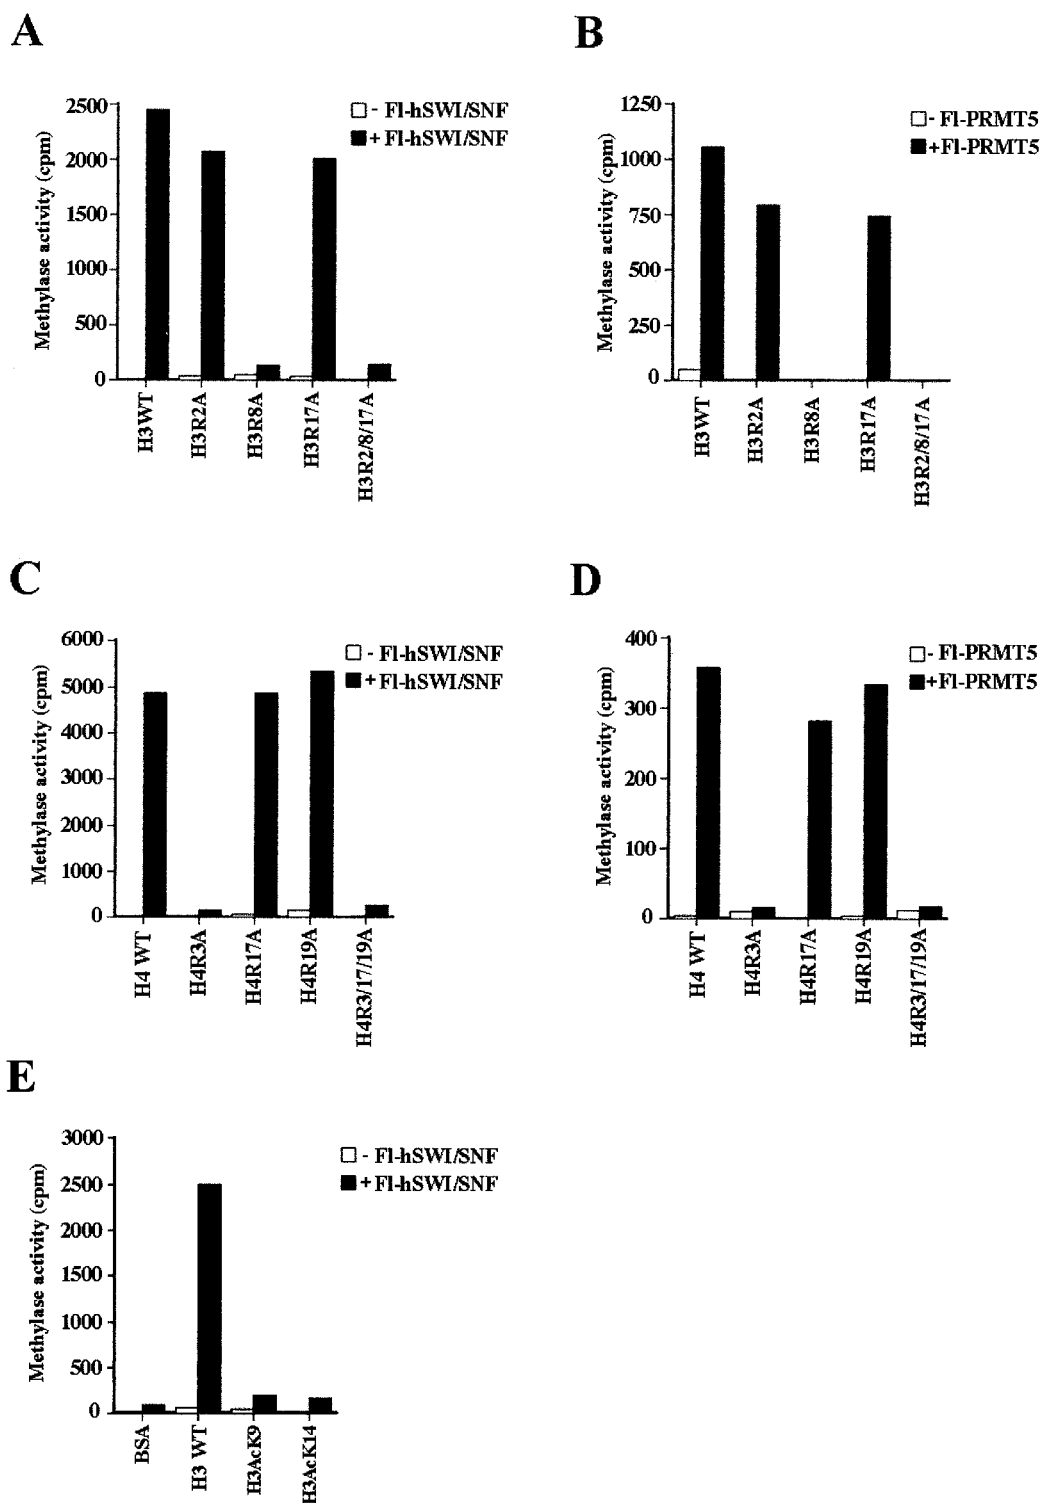 A
Methylase activity (cpm)
2500
2000
1500
1000
500
0
- Fl-hSWI/SNF
+ Fl-hSWI/SNF
H3WT
H3R2A
H3R8A
H3R17A
H3R2/8/17A
B
Methylase activity (cpm)
1250
1000
750
500
250
0
- Fl-PRMT5
+Fl-PRMT5
H3WT
H3R2A
H3R8A
H3R17A
H3R2/8/17A
C
Methylase activity (cpm)
6000
5000
4000
3000
2000
1000
0
- Fl-hSWI/SNF
+ Fl-hSWI/SNF
H4 WT
H4R3A
H4R17A
H4R19A
H4R3/17/19A
D
Methylase activity (cpm)
400
300
200
100
0
- Fl-PRMT5
+Fl-PRMT5
H4 WT
H4R3A
H4R17A
H4R19A
H4R3/17/19A
E
Methylase activity (cpm)
3000
2500
2000
1500
1000
500
0
- Fl-hSWI/SNF
+ Fl-hSWI/SNF
BSA
H3 WT
H3AcK9
H3AcK14